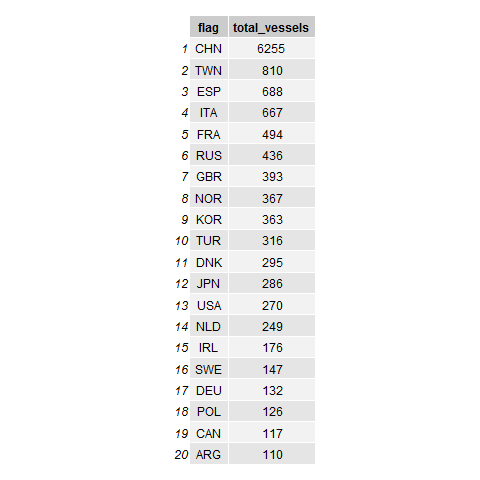 flag total_vessels
1 CHN 6255
2 TWN 810
3 ESP 688
4 ITA 667
5 FRA 494
6 RUS 436
7 GBR 393
8 NOR 367
9 KOR 363
10 TUR 316
11 DNK 295
12 JPN 286
13 USA 270
14 NLD 249
15 IRL 176
16 SWE 147
17 DEU 132
18 POL 126
19 CAN 117
20 ARG 110